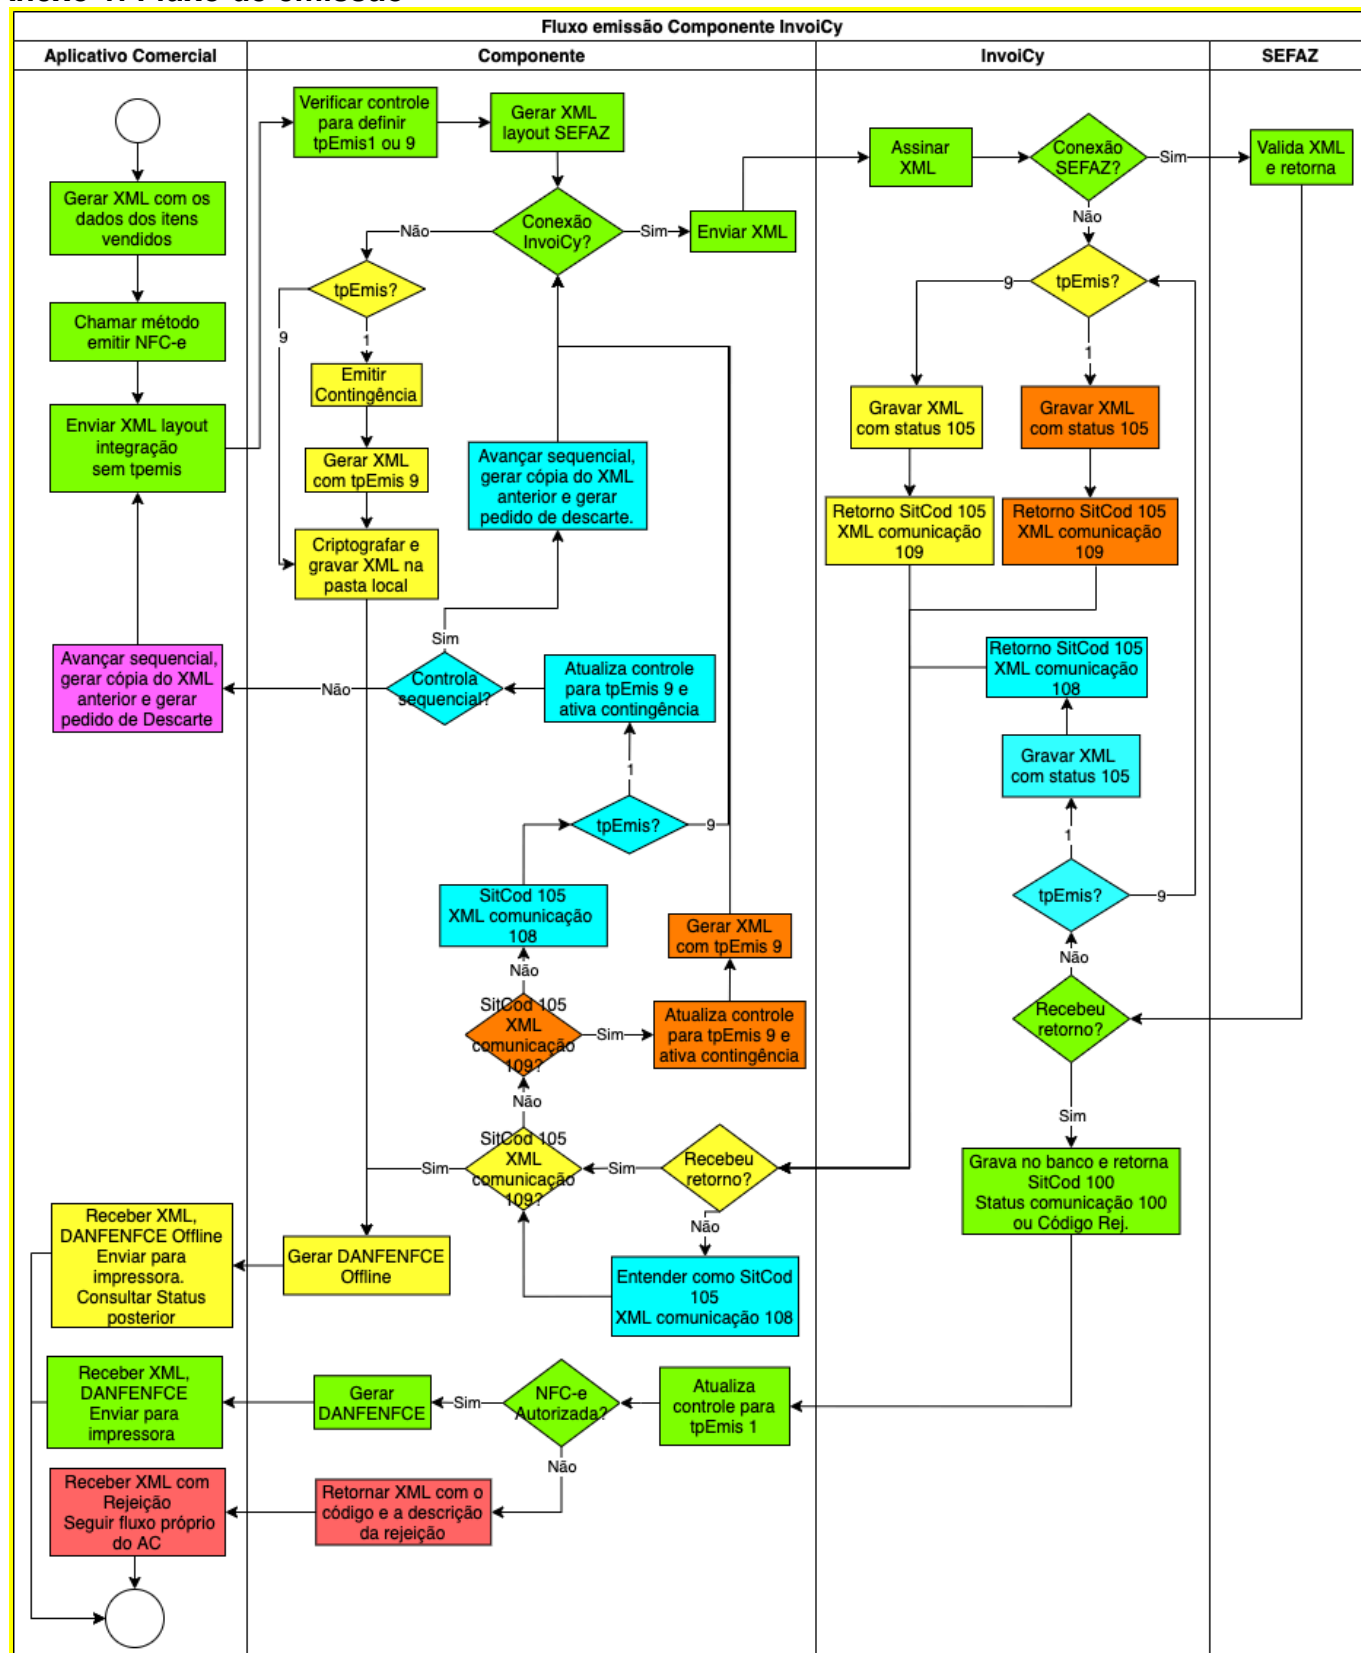 Fluxo emissão Componente InvoiCy
Aplicativo Comercial
Componente
InvoiCy
SEFAZ
Gerar XML com os
dados dos itens
vendidos
Chamar método
emitir NFC-e
Enviar XML layout
integração
sem tpemis
Avançar sequencial,
gerar cópia do XML
anterior e gerar
pedido de Descarte
Receber XML,
DANFENFCE Offline
Enviar para
impressora.
Consultar Status
posterior
Receber XML,
DANFENFCE
Enviar para
impressora
Receber XML com
Rejeição
Seguir fluxo próprio
do AC
Verificar controle
para definir
tpEmis1 ou 9
Gerar XML
layout SEFAZ
Conexão
InvoiCy?
Não
Sim
Enviar XML
tpEmis?
9
1
Emitir
Contingência
Gerar XML
com tpEmis 9
Criptografar e
gravar XML na
pasta local
Avançar sequencial,
gerar cópia do XML
anterior e gerar
pedido de descarte.
Sim
Controla
sequencial?
Não
Atualiza controle
para tpEmis 9 e
ativa contingência
1
tpEmis?
9
SitCod 105
XML comunicação
108
Não
SitCod 105
XML
comunicação
109?
Sim
Gerar XML
com tpEmis 9
Atualiza controle
para tpEmis 9 e
ativa contingência
Não
SitCod 105
XML
comunicação
109?
Sim
Sim
Recebeu
retorno?
Não
Entender como SitCod
105
XML comunicação 108
Gerar DANFENFCE
Offline
Gerar
DANFENFCE
Sim
NFC-e
Autorizada?
Atualiza
controle para
tpEmis 1
Não
Retornar XML com o
código e a descrição
da rejeição
Assinar
XML
Conexão
SEFAZ?
Sim
Não
tpEmis?
9
1
Gravar XML
com status 105
Gravar XML
com status 105
Retorno SitCod 105
XML comunicação
109
Retorno SitCod 105
XML comunicação
109
Retorno SitCod 105
XML comunicação
108
Gravar XML
com status 105
1
tpEmis?
9
Não
Recebeu
retorno?
Sim
Grava no banco e retorna
SitCod 100
Status comunicação 100
ou Código Rej.
Valida XML
e retorna